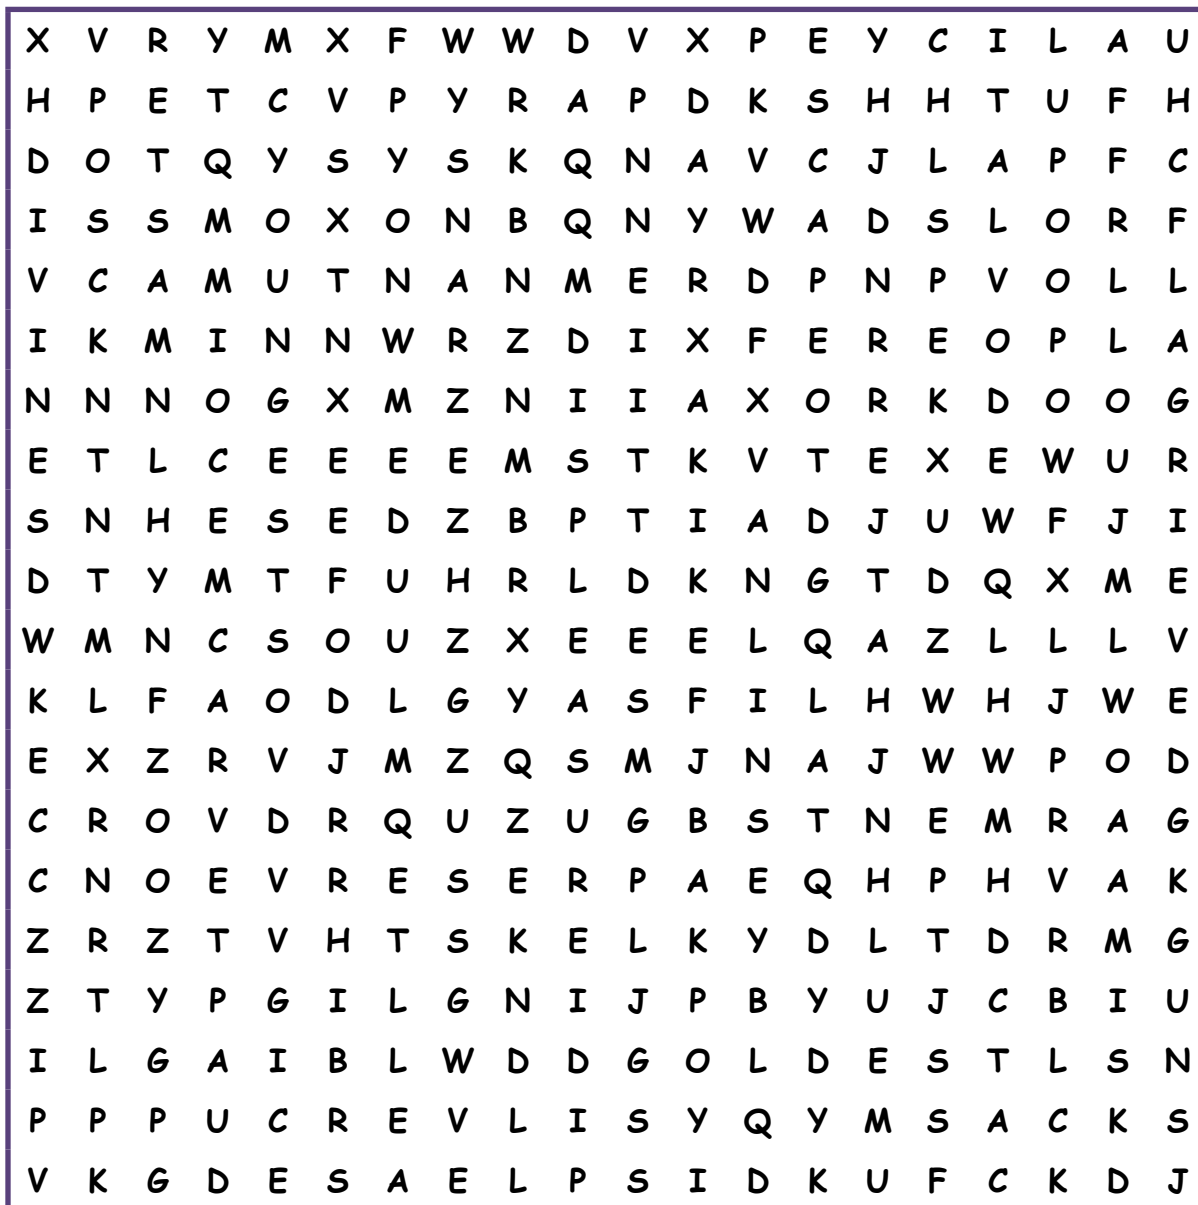 X V R Y M X F W W D V X P E Y C I L A U
H P E T C V P Y R A P D K S H H T U F H
D O T Q Y S Y S K Q N A V C J L A P F C
I S S M O X O N B Q N Y W A D S L O R F
V C A M U T N A N M E R D P N P V O L L
I K M I N N W R Z D I X F E R E O P L A
N N N O G X M Z N I I A X O R K D O O G
E T L C E E E E M S T K V T E X E W U R
S N H E S E D Z B P T I A D J U W F J I
D T Y M T F U H R L D K N G T D Q X M E
W M N C S O U Z X E E E L Q A Z L L L V
K L F A O D L G Y A S F I L H W H J W E
E X Z R V J M Z Q S M J N A J W W P O D
C R O V D R Q U Z U G B S T N E M R A G
C N O E V R E S E R P A E Q H P H V A K
Z R Z T V H T S K E L K Y D L T D R M G
Z T Y P G I L G N I J P B Y U J C B I U
I L G A I B L W D D G O L D E S T L S N
P P P U C R E V L I S Y Q Y M S A C K S
V K G D E S A E L P S I D K U F C K D J